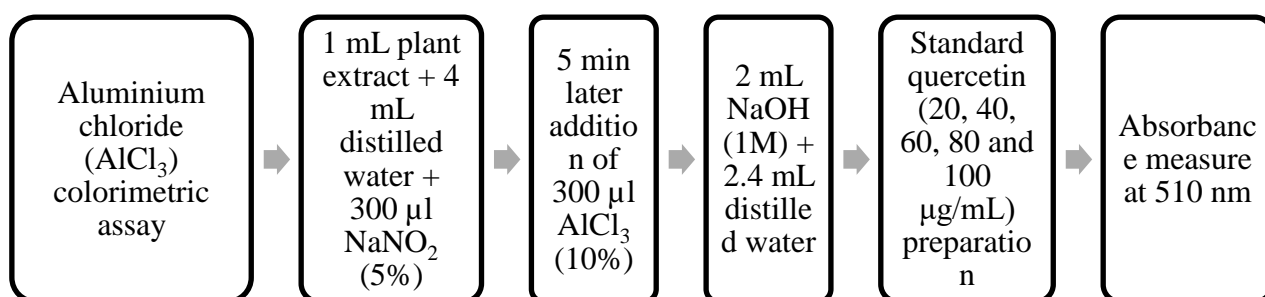 Aluminium
chloride
(AlCl₃)
colorimetric
assay
1 mL plant
extract + 4
mL
distilled
water +
300 µl
NaNO₂
(5%)
5 min
later
additio
n of
300 µl
AlCl₃
(10%)
2 mL
NaOH
(1M) +
2.4 mL
distille
d water
Standard
quercetin
(20, 40,
60, 80 and
100
µg/mL)
preparatio
n
Absorbanc
e measure
at 510 nm